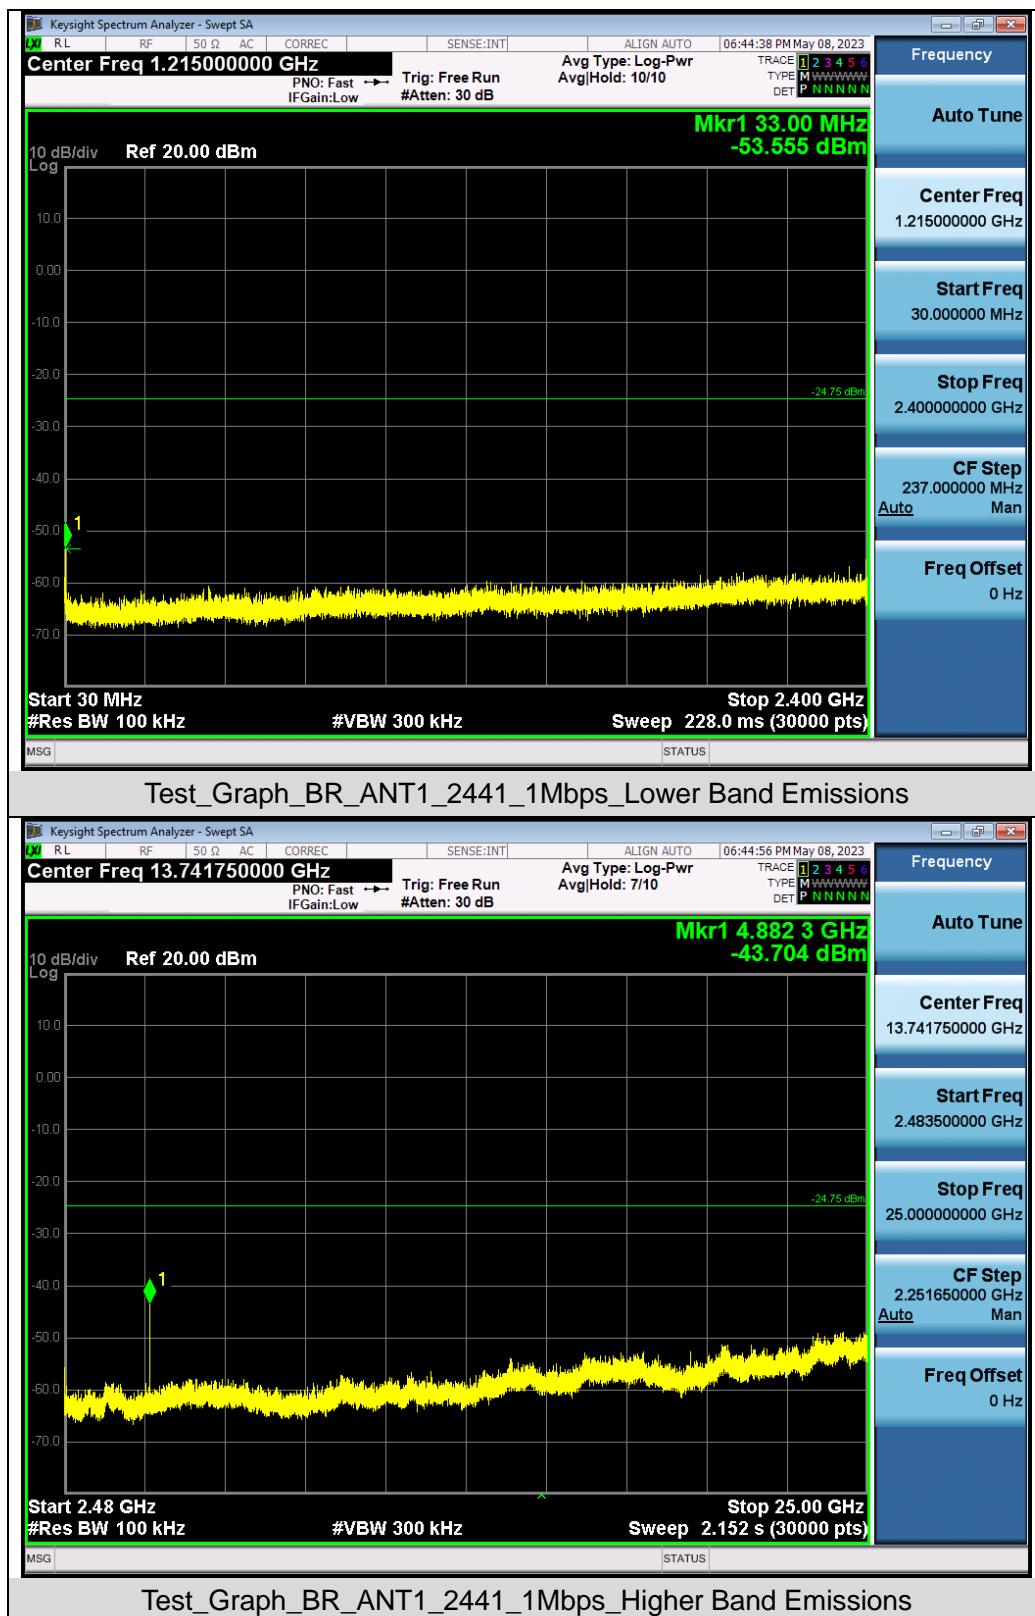 Keysight Spectrum Analyzer - Swept SA
LXI RL RF 50 Ω AC CORREC SENSE:INT ALIGN AUTO 06:44:38 PM May 08, 2023
Center Freq 1.215000000 GHz
Avg Type: Log-Pwr
TRACE 1 2 3 4 5 6
PNO: Fast
Trig: Free Run
Avg|Hold: 10/10
TYPE M WWWWW
IFGain:Low
#Atten: 30 dB
DET P N N N N N
Mkr1 33.00 MHz
-53.555 dBm
10 dB/div Ref 20.00 dBm
Log
10.0
0.00
-10.0
-20.0
-24.75 dBm
-30.0
-40.0
-50.0
1
-60.0
-70.0
Start 30 MHz Stop 2.400 GHz
#Res BW 100 kHz #VBW 300 kHz Sweep 228.0 ms (30000 pts)
MSG STATUS
Frequency
Auto Tune
Center Freq
1.215000000 GHz
Start Freq
30.000000 MHz
Stop Freq
2.400000000 GHz
CF Step
237.000000 MHz
Auto Man
Freq Offset
0 Hz
Test_Graph_BR_ANT1_2441_1Mbps_Lower Band Emissions
Keysight Spectrum Analyzer - Swept SA
LXI RL RF 50 Ω AC CORREC SENSE:INT ALIGN AUTO 06:44:56 PM May 08, 2023
Center Freq 13.741750000 GHz
Avg Type: Log-Pwr
TRACE 1 2 3 4 5 6
PNO: Fast
Trig: Free Run
Avg|Hold: 7/10
TYPE M WWWWW
IFGain:Low
#Atten: 30 dB
DET P N N N N N
Mkr1 4.882 3 GHz
-43.704 dBm
10 dB/div Ref 20.00 dBm
Log
10.0
0.00
-10.0
-20.0
-24.75 dBm
-30.0
-40.0
1
-50.0
-60.0
-70.0
Start 2.48 GHz Stop 25.00 GHz
#Res BW 100 kHz #VBW 300 kHz Sweep 2.152 s (30000 pts)
MSG STATUS
Frequency
Auto Tune
Center Freq
13.741750000 GHz
Start Freq
2.483500000 GHz
Stop Freq
25.000000000 GHz
CF Step
2.251650000 GHz
Auto Man
Freq Offset
0 Hz
Test_Graph_BR_ANT1_2441_1Mbps_Higher Band Emissions